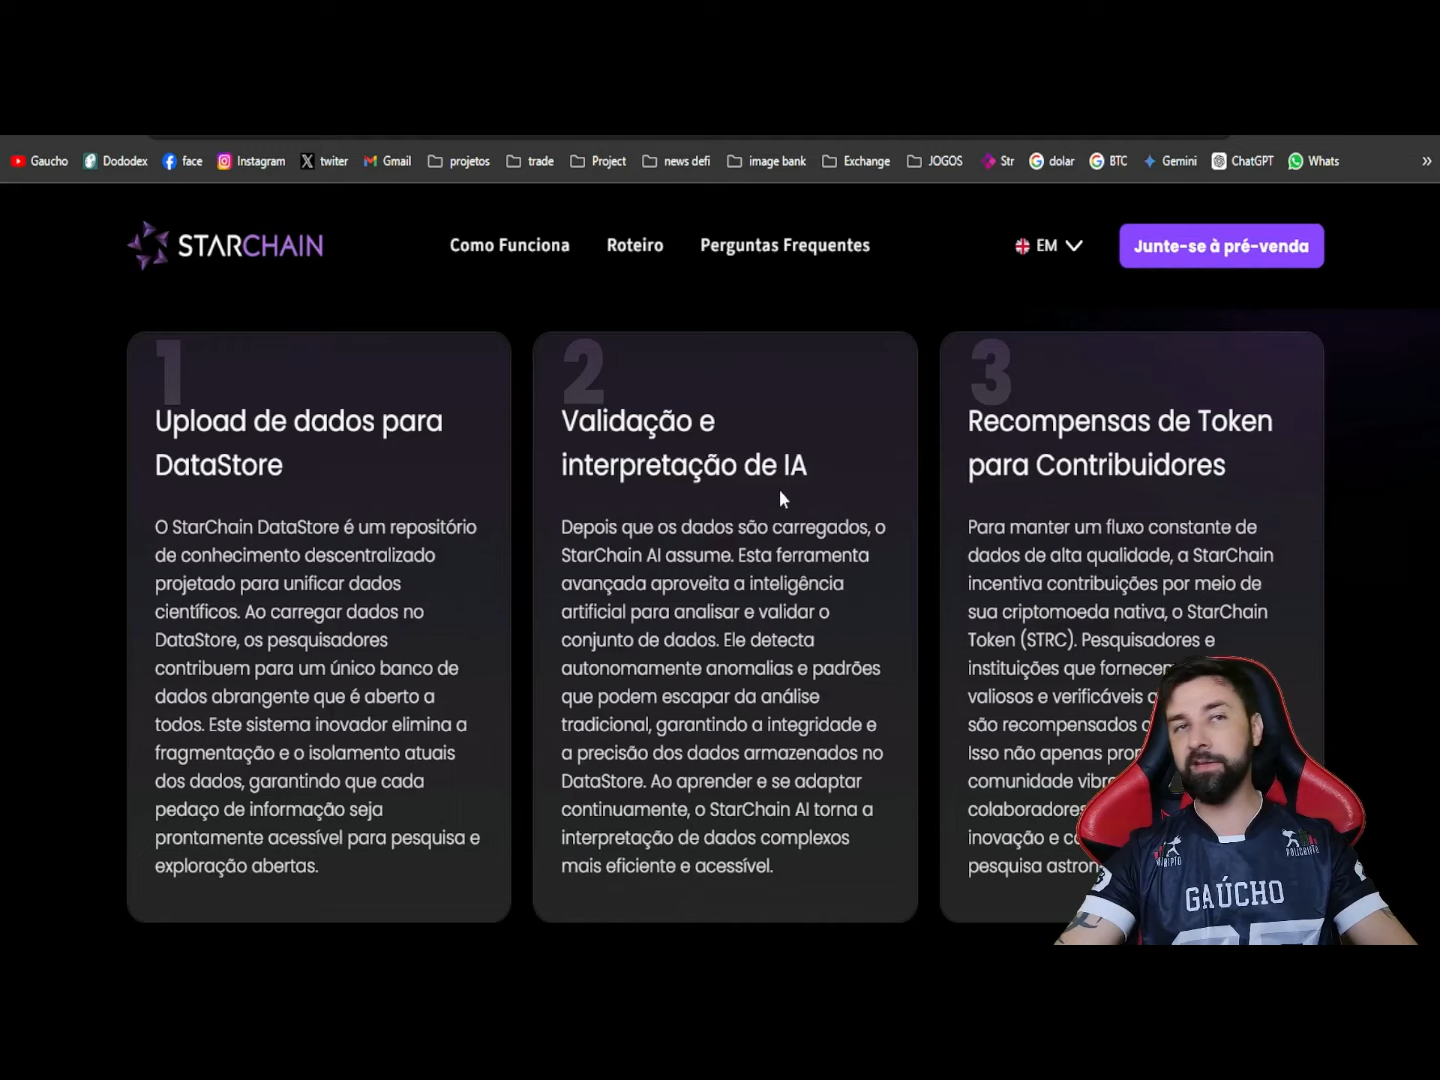 Gaucho Dododex face Instagram twiter Gmail projetos trade Project news defi image bank Exchange JOGOS Str dolar BTC Gemini ChatGPT Whats »
STARCHAIN Como Funciona Roteiro Perguntas Frequentes EM Junte-se à pré-venda
1
Upload de dados para
DataStore
O StarChain DataStore é um repositório
de conhecimento descentralizado
projetado para unificar dados
científicos. Ao carregar dados no
DataStore, os pesquisadores
contribuem para um único banco de
dados abrangente que é aberto a
todos. Este sistema inovador elimina a
fragmentação e o isolamento atuais
dos dados, garantindo que cada
pedaço de informação seja
prontamente acessível para pesquisa e
exploração abertas.
2
Validação e
interpretação de IA
Depois que os dados são carregados, o
StarChain AI assume. Esta ferramenta
avançada aproveita a inteligência
artificial para analisar e validar o
conjunto de dados. Ele detecta
autonomamente anomalias e padrões
que podem escapar da análise
tradicional, garantindo a integridade e
a precisão dos dados armazenados no
DataStore. Ao aprender e se adaptar
continuamente, o StarChain AI torna a
interpretação de dados complexos
mais eficiente e acessível.
3
Recompensas de Token
para Contribuidores
Para manter um fluxo constante de
dados de alta qualidade, a StarChain
incentiva contribuições por meio de
sua criptomoeda nativa, o StarChain
Token (STRC). Pesquisadores e
instituições que fornecem
valiosos e verificáveis
são recompensados
Isso não apenas
comunidade
colaboradores
inovação e
pesquisa
GAÚCHO